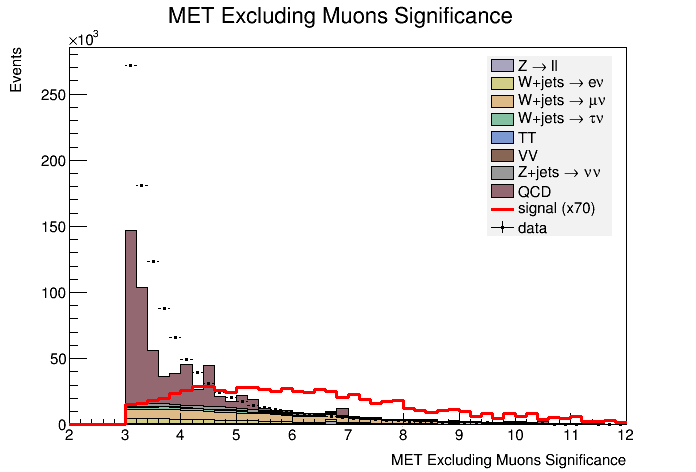 MET Excluding Muons Significance
×10³
Events
Z → ll
W+jets → eν
W+jets → μν
W+jets → τν
TT
VV
Z+jets → νν
QCD
signal (x70)
data
250
200
150
100
50
0
2 3 4 5 6 7 8 9 10 11 12
MET Excluding Muons Significance